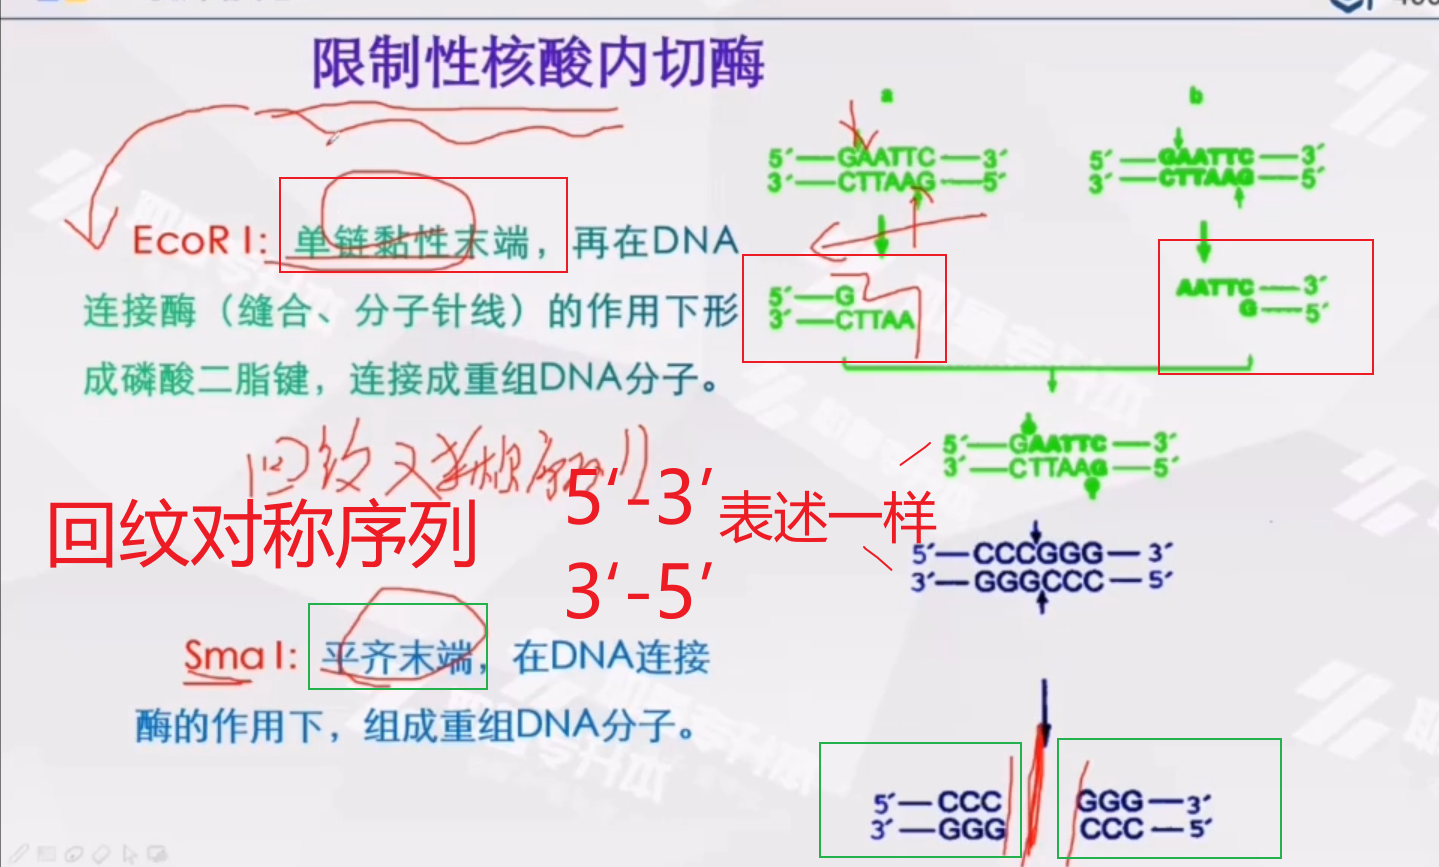 限制性核酸内切酶
EcoR I: 单链黏性末端，再在DNA
连接酶（缝合、分子针线）的作用下形
成磷酸二脂键，连接成重组DNA分子。
回纹对称序列
5‘-3’表述一样
3‘-5’
Sma I: 平齐末端，在DNA连接
酶的作用下，组成重组DNA分子。
a
5´—GAATTC—3´
3´—CTTAAG—5´
b
5´—GAATTC—3´
3´—CTTAAG—5´
5´—G
3´—CTTAA
AATTC—3´
G—5´
5´—GAATTC—3´
3´—CTTAAG—5´
5´—CCCGGG—3´
3´—GGGCCC—5´
5´—CCC
3´—GGG
GGG—3´
CCC—5´